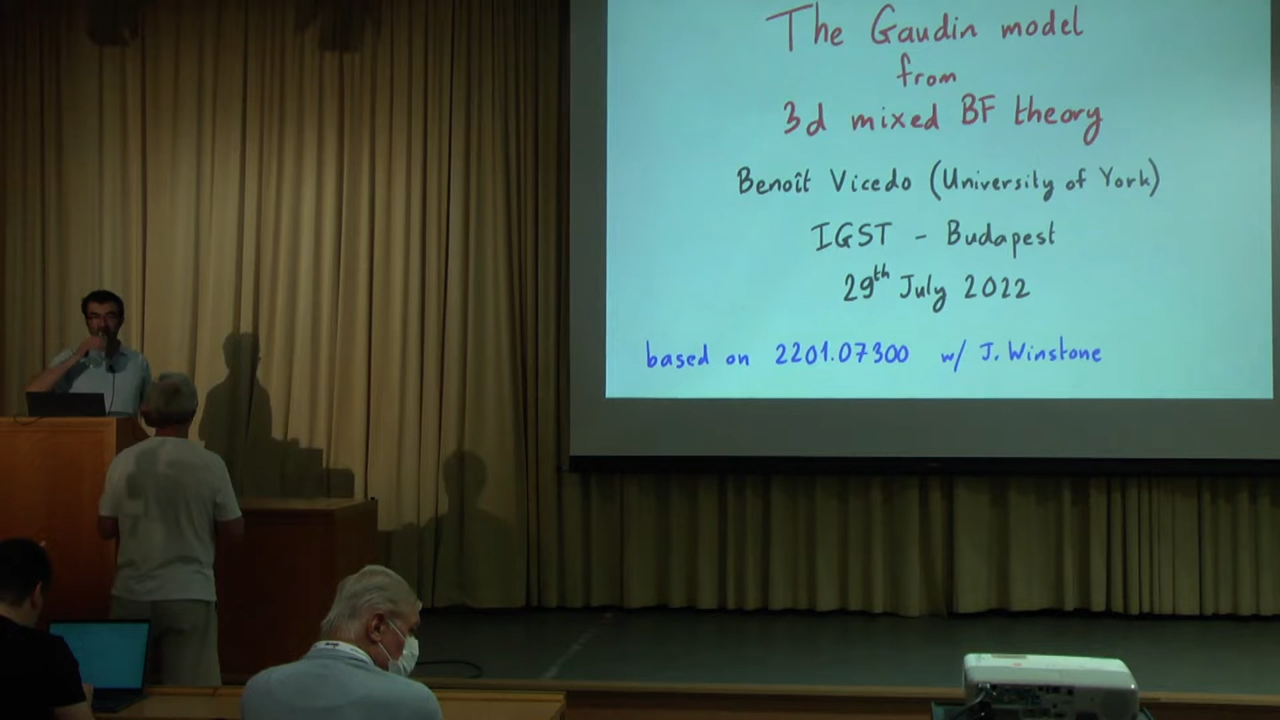 The Gaudin model
from
3d mixed BF theory
Benoît Vicedo (University of York)
IGST - Budapest
29th July 2022
based on 2201.07300 w/ J. Winstone